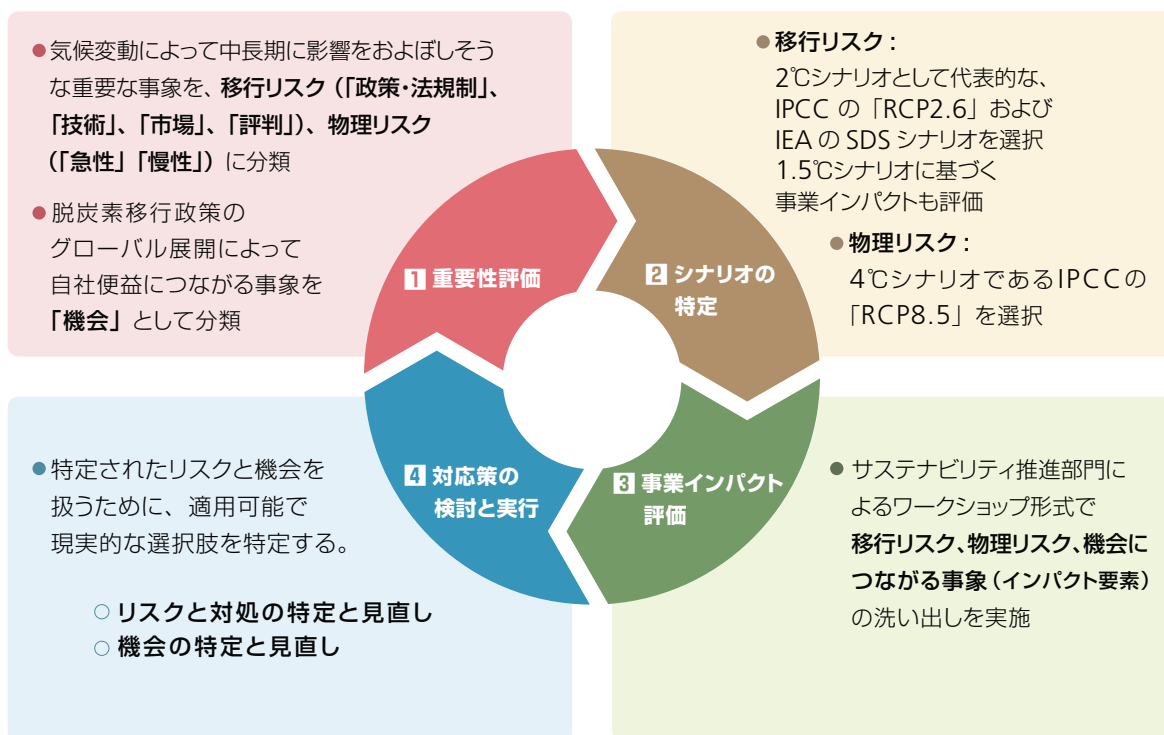 ●気候変動によって中長期に影響をおよぼしそう
な重要な事象を、移行リスク(「政策・法規制」、
「技術」、「市場」、「評判」)、物理リスク
(「急性」「慢性」)に分類
●脱炭素移行政策の
グローバル展開によって
自社便益につながる事象を
「機会」として分類
1 重要性評価
●移行リスク:
2℃シナリオとして代表的な、
IPCC の「RCP2.6」および
IEA の SDS シナリオを選択
1.5℃シナリオに基づく
事業インパクトも評価
●物理リスク:
4℃シナリオであるIPCCの
「RCP8.5」を選択
2 シナリオの
特定
●サステナビリティ推進部門に
よるワークショップ形式で
移行リスク、物理リスク、機会に
つながる事象(インパクト要素)
の洗い出しを実施
3 事業インパクト
評価
●特定されたリスクと機会を
扱うために、適用可能で
現実的な選択肢を特定する。
○リスクと対処の特定と見直し
○機会の特定と見直し
4 対応策の
検討と実行